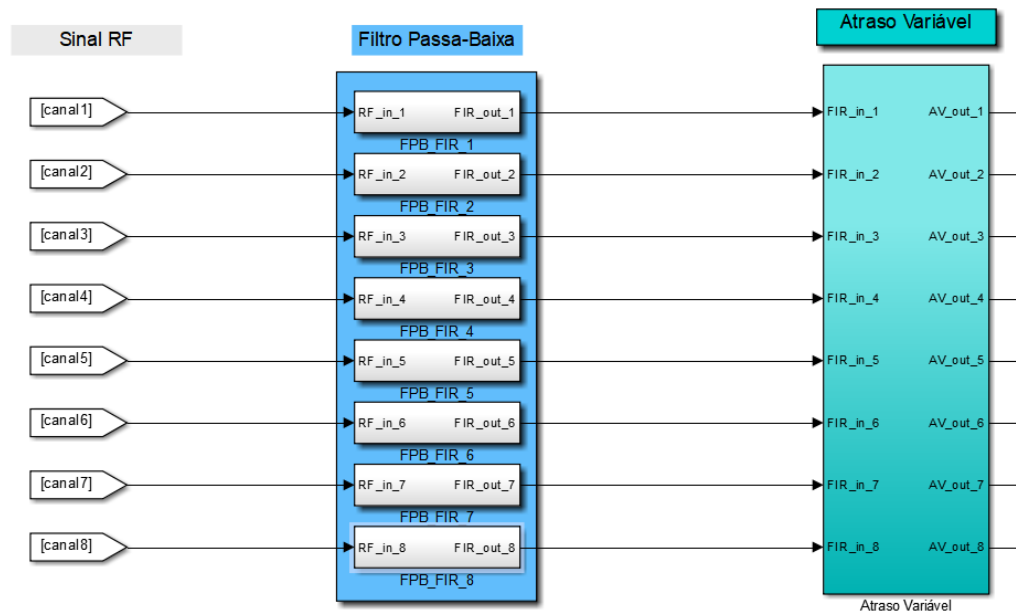 Sinal RF
Filtro Passa-Baixa
Atraso Variável
[canal1]
RF_in_1 FIR_out_1
FPB_FIR_1
FIR_in_1 AV_out_1
[canal2]
RF_in_2 FIR_out_2
FPB_FIR_2
FIR_in_2 AV_out_2
[canal3]
RF_in_3 FIR_out_3
FPB_FIR_3
FIR_in_3 AV_out_3
[canal4]
RF_in_4 FIR_out_4
FPB_FIR_4
FIR_in_4 AV_out_4
[canal5]
RF_in_5 FIR_out_5
FPB_FIR_5
FIR_in_5 AV_out_5
[canal6]
RF_in_6 FIR_out_6
FPB_FIR_6
FIR_in_6 AV_out_6
[canal7]
RF_in_7 FIR_out_7
FPB_FIR_7
FIR_in_7 AV_out_7
[canal8]
RF_in_8 FIR_out_8
FPB_FIR_8
FIR_in_8 AV_out_8
Atraso Variável